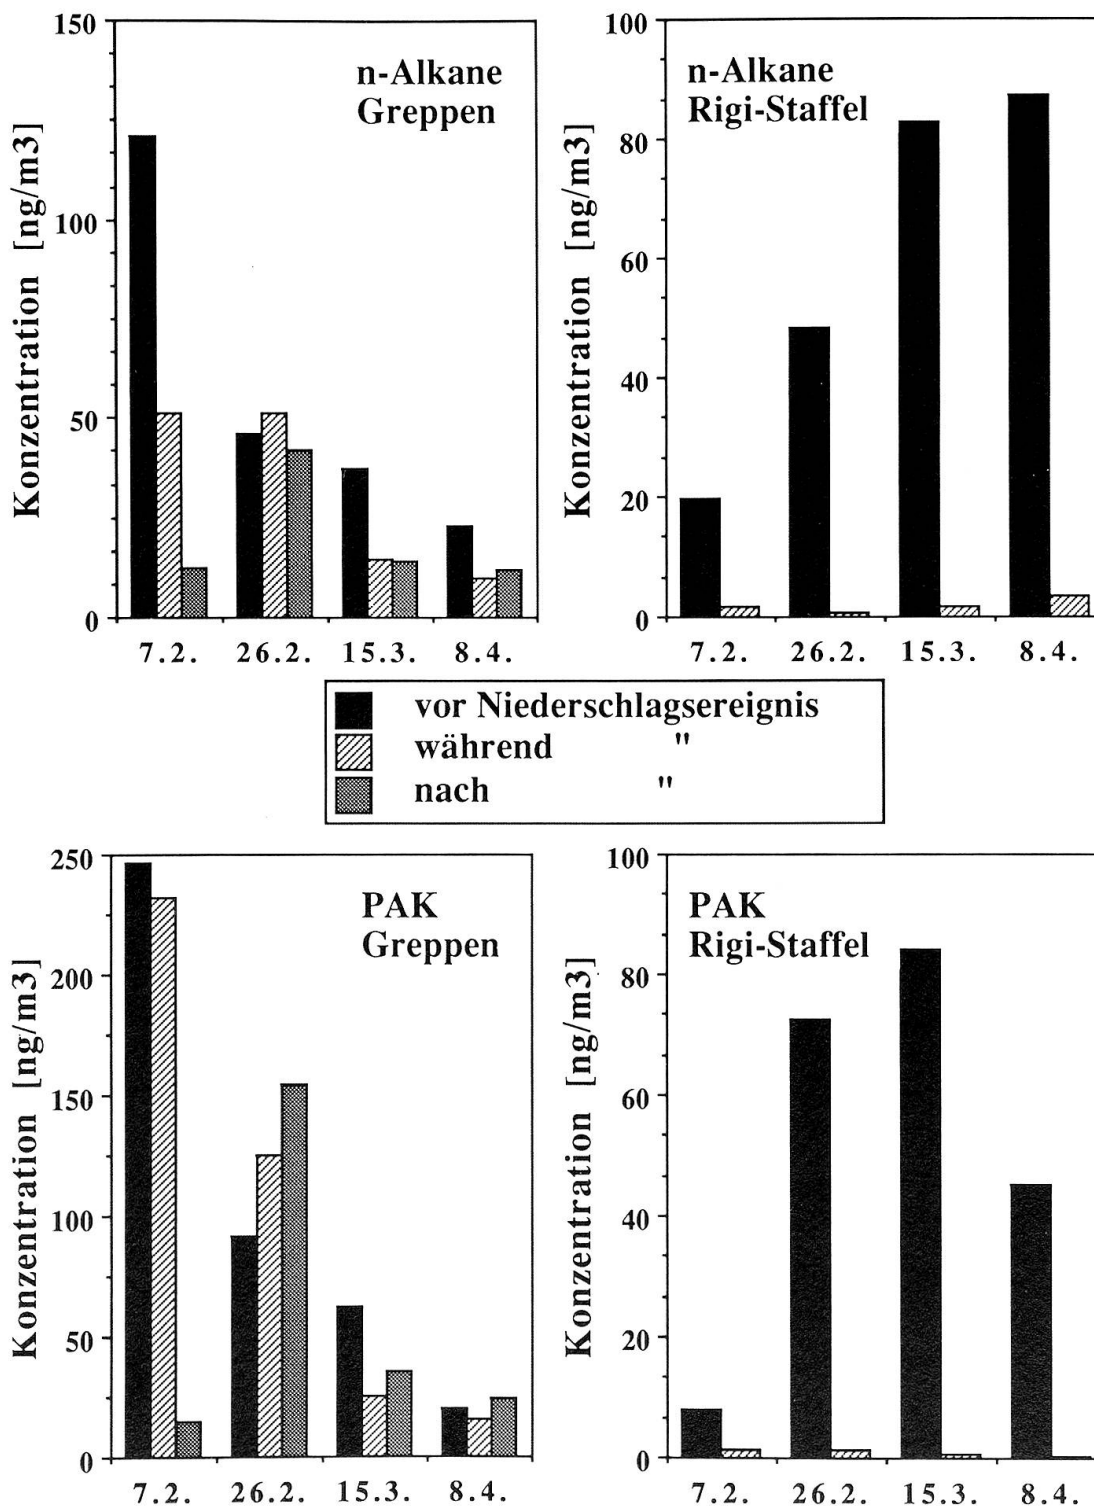 150
100
50
0
Konzentration [ng/m3]
n-Alkane
Greppen
7.2. 26.2. 15.3. 8.4.
100
80
60
40
20
0
Konzentration [ng/m3]
n-Alkane
Rigi-Staffel
7.2. 26.2. 15.3. 8.4.
vor Niederschlagsereignis
während "
nach "
250
200
150
100
50
0
Konzentration [ng/m3]
PAK
Greppen
7.2. 26.2. 15.3. 8.4.
100
80
60
40
20
0
Konzentration [ng/m3]
PAK
Rigi-Staffel
7.2. 26.2. 15.3. 8.4.